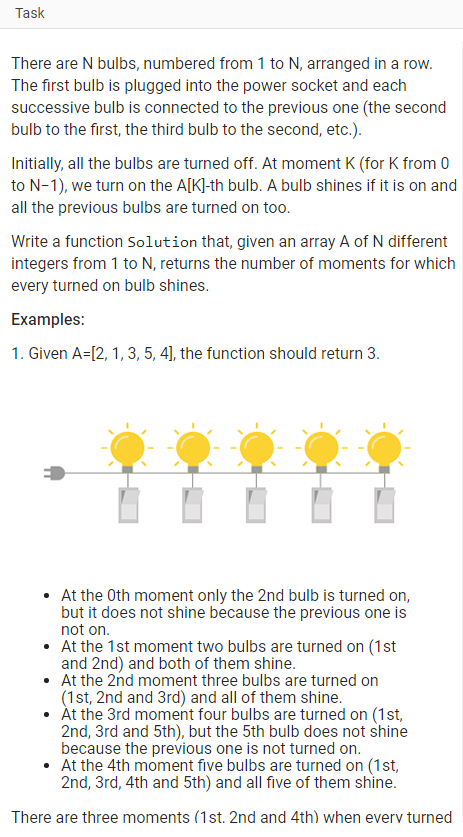 Task
There are N bulbs, numbered from 1 to N, arranged in a row.
The first bulb is plugged into the power socket and each
successive bulb is connected to the previous one (the second
bulb to the first, the third bulb to the second, etc.).
Initially, all the bulbs are turned off. At moment K (for K from 0
to N−1), we turn on the A[K]-th bulb. A bulb shines if it is on and
all the previous bulbs are turned on too.
Write a function Solution that, given an array A of N different
integers from 1 to N, returns the number of moments for which
every turned on bulb shines.
Examples:
1. Given A=[2, 1, 3, 5, 4], the function should return 3.
• At the 0th moment only the 2nd bulb is turned on,
but it does not shine because the previous one is
not on.
• At the 1st moment two bulbs are turned on (1st
and 2nd) and both of them shine.
• At the 2nd moment three bulbs are turned on
(1st, 2nd and 3rd) and all of them shine.
• At the 3rd moment four bulbs are turned on (1st,
2nd, 3rd and 5th), but the 5th bulb does not shine
because the previous one is not turned on.
• At the 4th moment five bulbs are turned on (1st,
2nd, 3rd, 4th and 5th) and all five of them shine.
There are three moments (1st, 2nd and 4th) when every turned